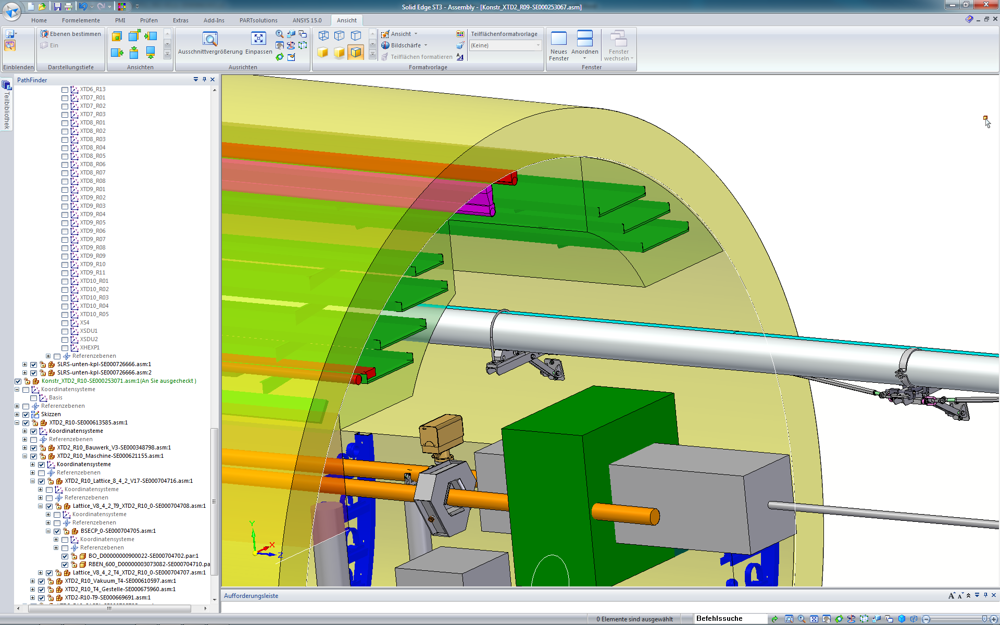 Solid Edge ST3 - Assembly - [Konstr_XTD2_R09-SE000253067.asm]
Home Formelemente PMI Prüfen Extras Add-Ins PARTsolutions ANSYS 15.0 Ansicht
Ebenen bestimmen
Ein
Einblenden
Darstellungstiefe
Ansichten
Ausschnittvergrößerung
Einpassen
Ausrichten
Ansicht
Bildschärfe
Teilflächen formatieren
Teilflächenformatvorlage
(Keine)
Formatvorlage
Neues Fenster
Anordnen
Fenster wechseln
Fenster
Teilbibliothek
PathFinder
XTD6_R13
XTD7_R01
XTD7_R02
XTD7_R03
XTD8_R01
XTD8_R02
XTD8_R03
XTD8_R04
XTD8_R05
XTD8_R06
XTD8_R07
XTD8_R08
XTD9_R01
XTD9_R02
XTD9_R03
XTD9_R04
XTD9_R05
XTD9_R06
XTD9_R07
XTD9_R08
XTD9_R09
XTD9_R10
XTD9_R11
XTD10_R01
XTD10_R02
XTD10_R03
XTD10_R04
XTD10_R05
XS4
XSDU1
XSDU2
XHEXP1
Referenzebenen
SLRS-unten-kpl-SE000726666.asm:1
SLRS-unten-kpl-SE000726666.asm:2
Konstr_XTD2_R10-SE000253071.asm:1(An Sie ausgecheckt )
Koordinatensysteme
Basis
Referenzebenen
Skizzen
XTD2_R10-SE000613585.asm:1
Koordinatensysteme
Referenzebenen
XTD2_R10_Bauwerk_V3-SE000348798.asm:1
XTD2_R10_Maschine-SE000621155.asm:1
Koordinatensysteme
Referenzebenen
XTD2_R10_Lattice_8_4_2_V17-SE000704716.asm:1
Koordinatensysteme
Referenzebenen
Lattice_V8_4_2_T9_XTD2_R10_0-SE000704708.asm:1
Koordinatensysteme
Referenzebenen
BSECP_0-SE000704705.asm:1
Koordinatensysteme
Referenzebenen
BO_D00000000900022-SE000704702.par:1
RBEN_600_D00000003073082-SE000704710.pa
Lattice_V8_4_2_T4_XTD2_R10_0-SE000704707.asm:1
XTD2_R10_Vakuum_T4-SE000610597.asm:1
XTD2_R10_T4_Gestelle-SE000675960.asm:1
XTD2-R10-T9-SE000669691.asm:1
Y
X
Z
Aufforderungsleiste
0 Elemente sind ausgewählt
Befehlssuche